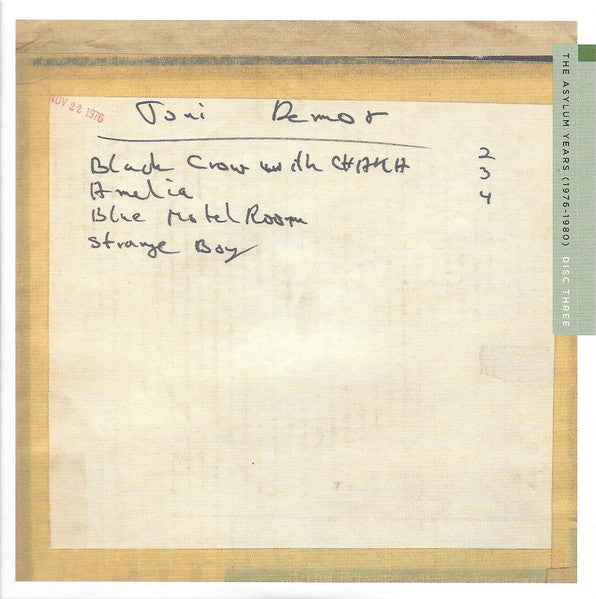 NOV 22 1976
Joni Demos
Black Crow with CHAKA 2
Amelia 3
Blue Motel Room 4
Strange Boy
THE ASYLUM YEARS (1976-1980) DISC THREE